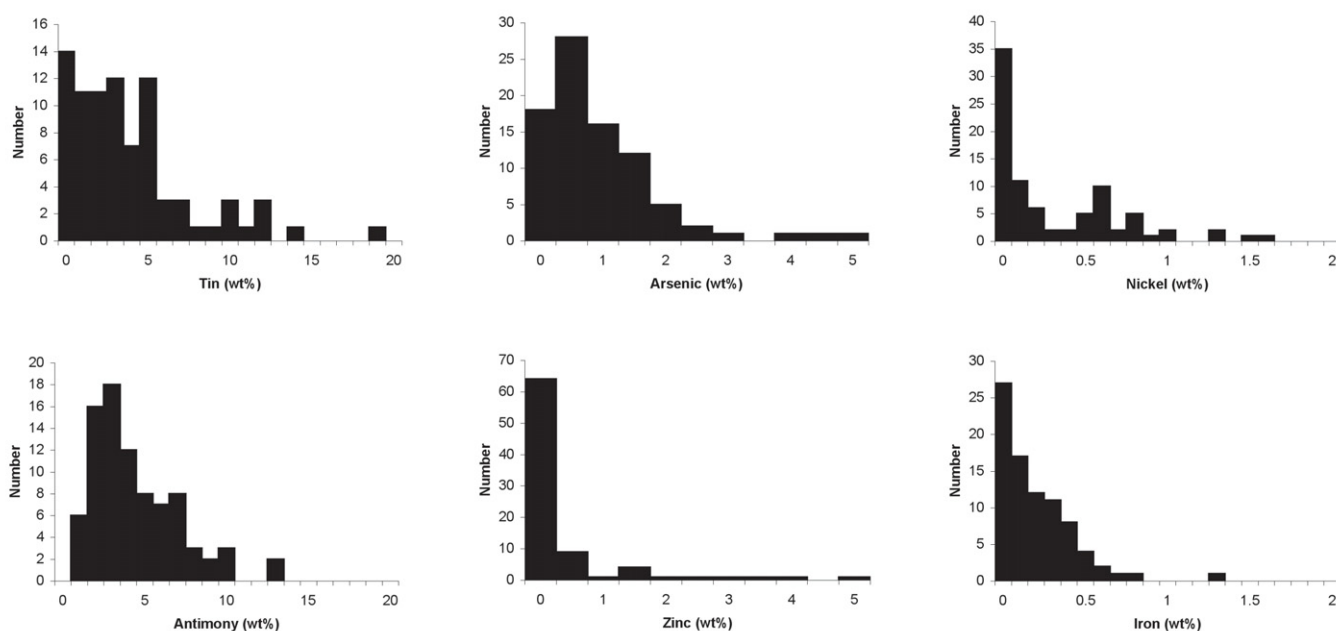 16
14
12
10
8
6
4
2
0
Number
0 5 10 15 20
Tin (wt%)
30
25
20
15
10
5
0
Number
0 1 2 3 4 5
Arsenic (wt%)
40
35
30
25
20
15
10
5
0
Number
0 0.5 1 1.5 2
Nickel (wt%)
20
18
16
14
12
10
8
6
4
2
0
Number
0 5 10 15 20
Antimony (wt%)
70
60
50
40
30
20
10
0
Number
0 1 2 3 4 5
Zinc (wt%)
30
25
20
15
10
5
0
Number
0 0.5 1 1.5 2
Iron (wt%)